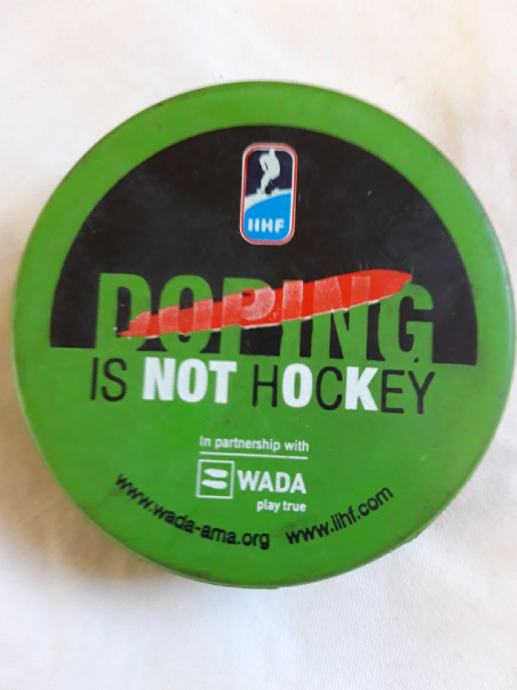 IIHF
DOPING
IS NOT HOCKEY
In partnership with
WADA
play true
www.wada-ama.org www.iihf.com